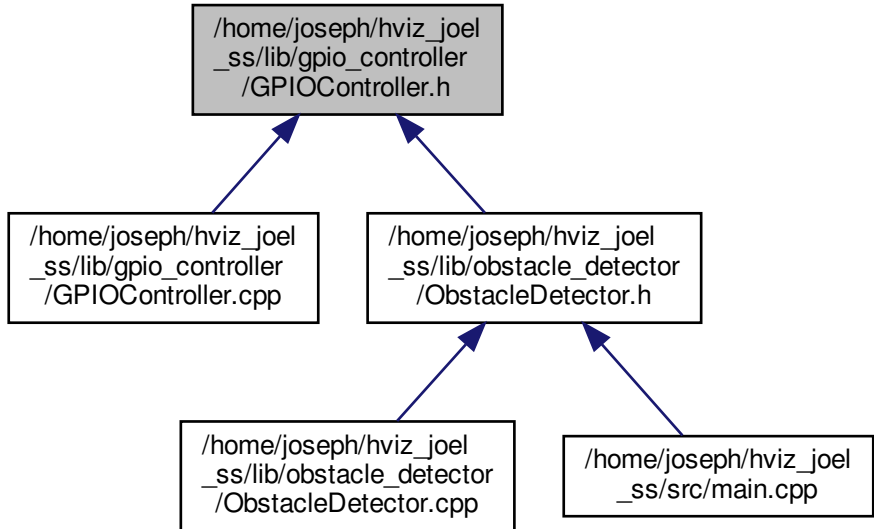 /home/joseph/hviz_joel
_ss/lib/gpio_controller
/GPIOController.h
/home/joseph/hviz_joel
_ss/lib/gpio_controller
/GPIOController.cpp
/home/joseph/hviz_joel
_ss/lib/obstacle_detector
/ObstacleDetector.h
/home/joseph/hviz_joel
_ss/lib/obstacle_detector
/ObstacleDetector.cpp
/home/joseph/hviz_joel
_ss/src/main.cpp